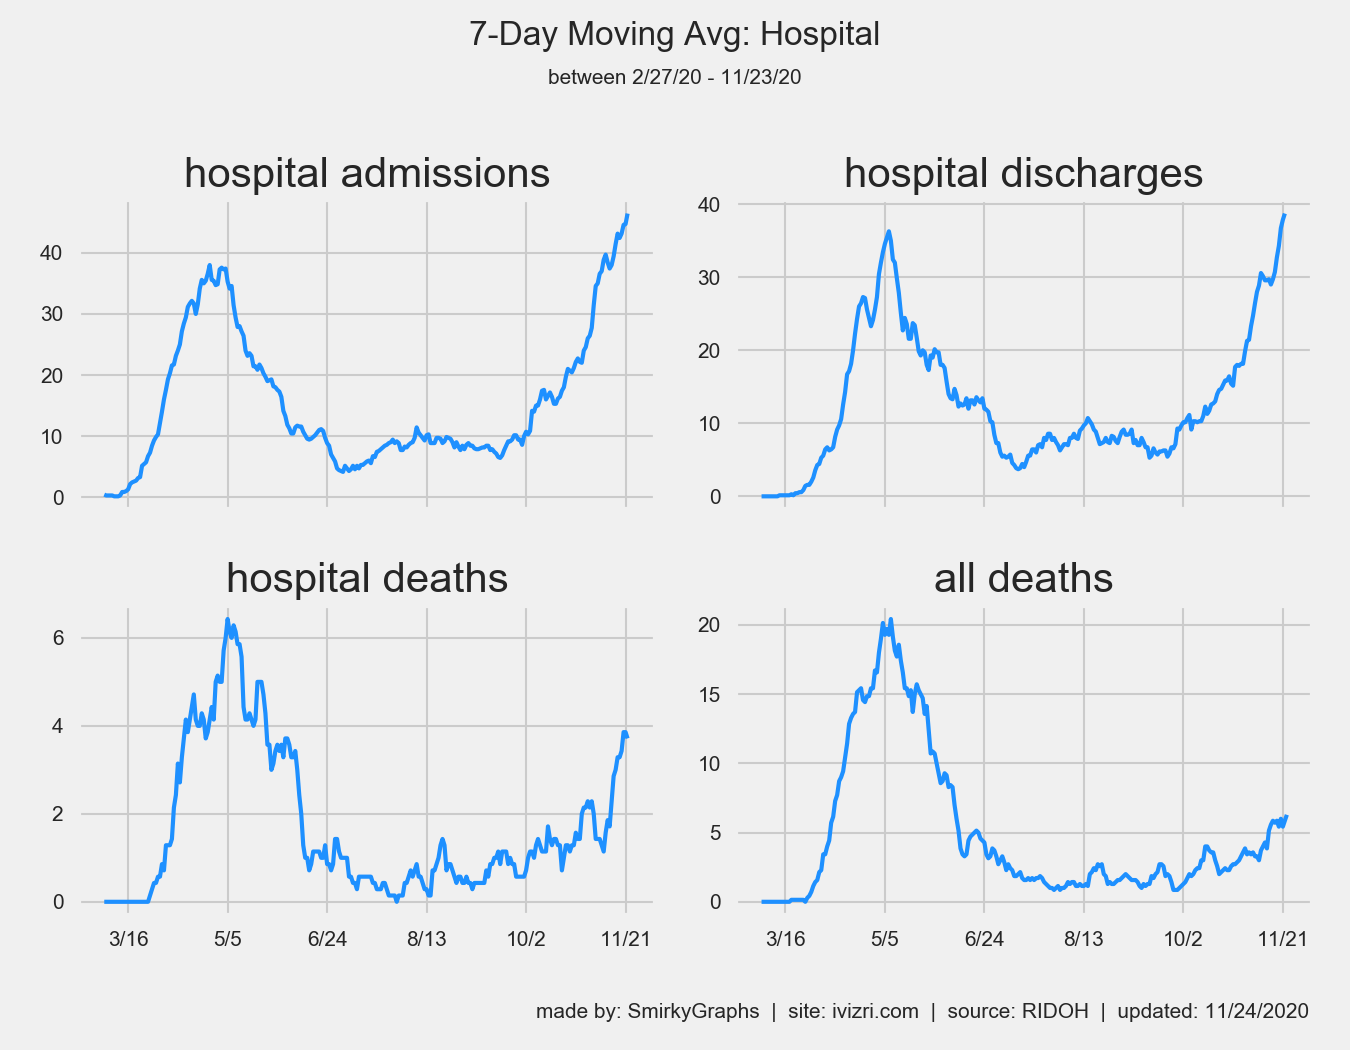 7-Day Moving Avg: Hospital
between 2/27/20 - 11/23/20
hospital admissions
40
30
20
10
0
hospital discharges
40
30
20
10
0
hospital deaths
6
4
2
0
3/16 5/5 6/24 8/13 10/2 11/21
all deaths
20
15
10
5
0
3/16 5/5 6/24 8/13 10/2 11/21
made by: SmirkyGraphs | site: ivizri.com | source: RIDOH | updated: 11/24/2020